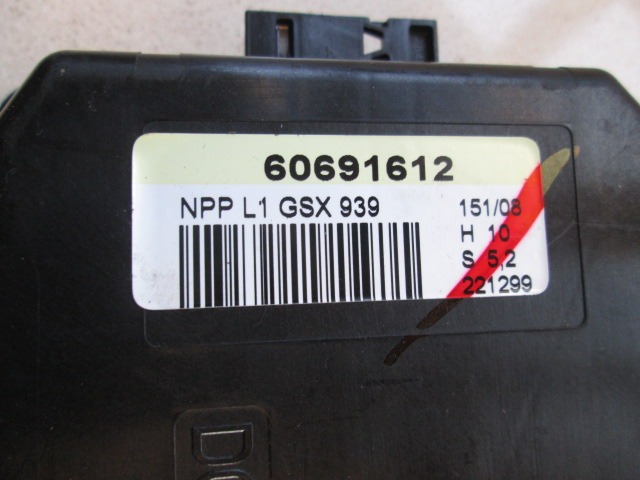 60691612
NPP L1 GSX 939
151/08
H 10
S 5,2
221299